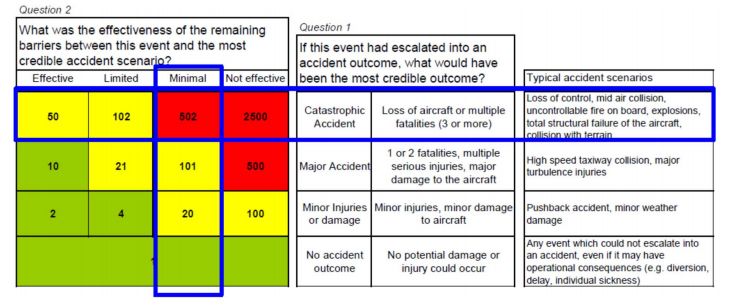 Question 2
What was the effectiveness of the remaining
barriers between this event and the most
credible accident scenario?
Effective Limited Minimal Not effective
Question 1
If this event had escalated into an
accident outcome, what would have
been the most credible outcome?
Typical accident scenarios
50 102 502 2500
Catastrophic
Accident
Loss of aircraft or multiple
fatalities (3 or more)
Loss of control, mid air collision,
uncontrollable fire on board, explosions,
total structural failure of the aircraft,
collision with terrain
10 21 101 500
Major Accident
1 or 2 fatalities, multiple
serious injuries, major
damage to the aircraft
High speed taxiway collision, major
turbulence injuries
2 4 20 100
Minor Injuries
or damage
Minor injuries, minor damage
to aircraft
Pushback accident, minor weather
damage
1
No accident
outcome
No potential damage or
injury could occur
Any event which could not escalate into
an accident, even if it may have
operational consequences (e.g. diversion,
delay, individual sickness)